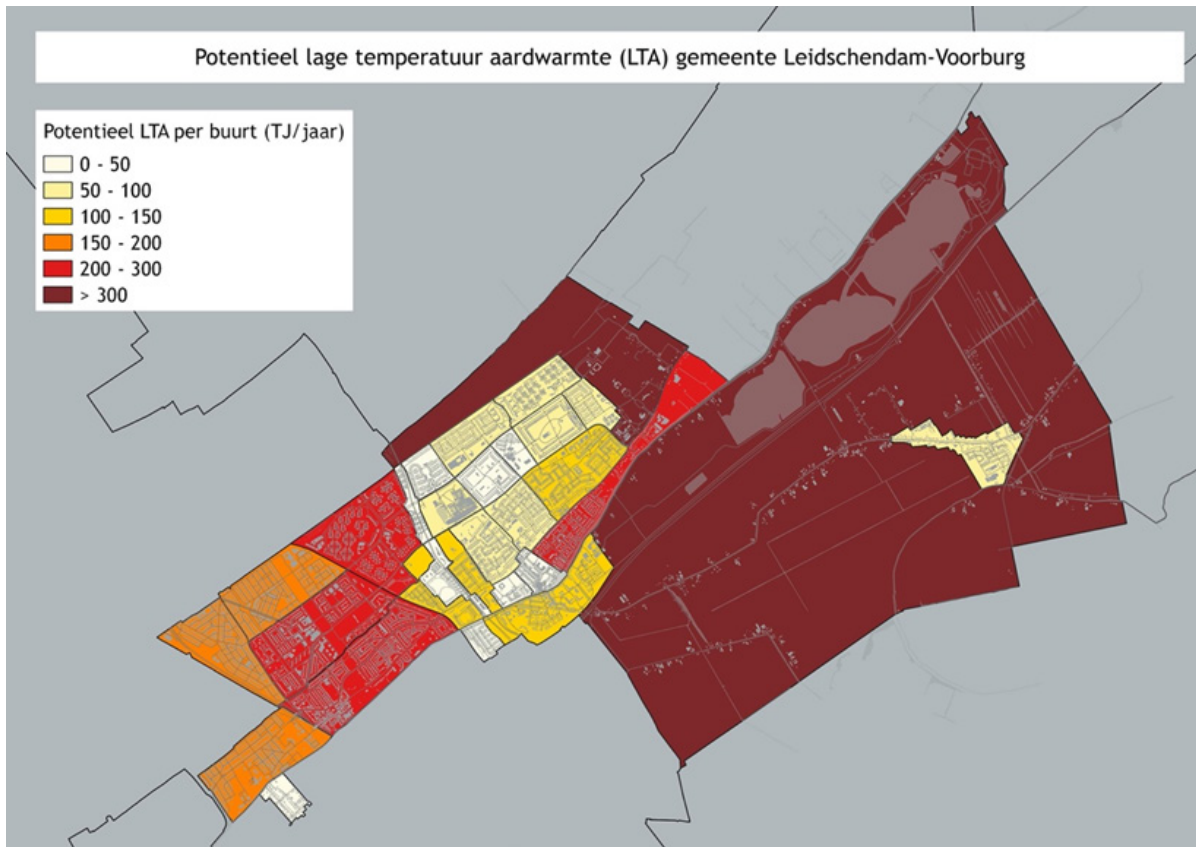 Potentieel lage temperatuur aardwarmte (LTA) gemeente Leidschendam-Voorburg
Potentieel LTA per buurt (TJ/jaar)
0 - 50
50 - 100
100 - 150
150 - 200
200 - 300
> 300